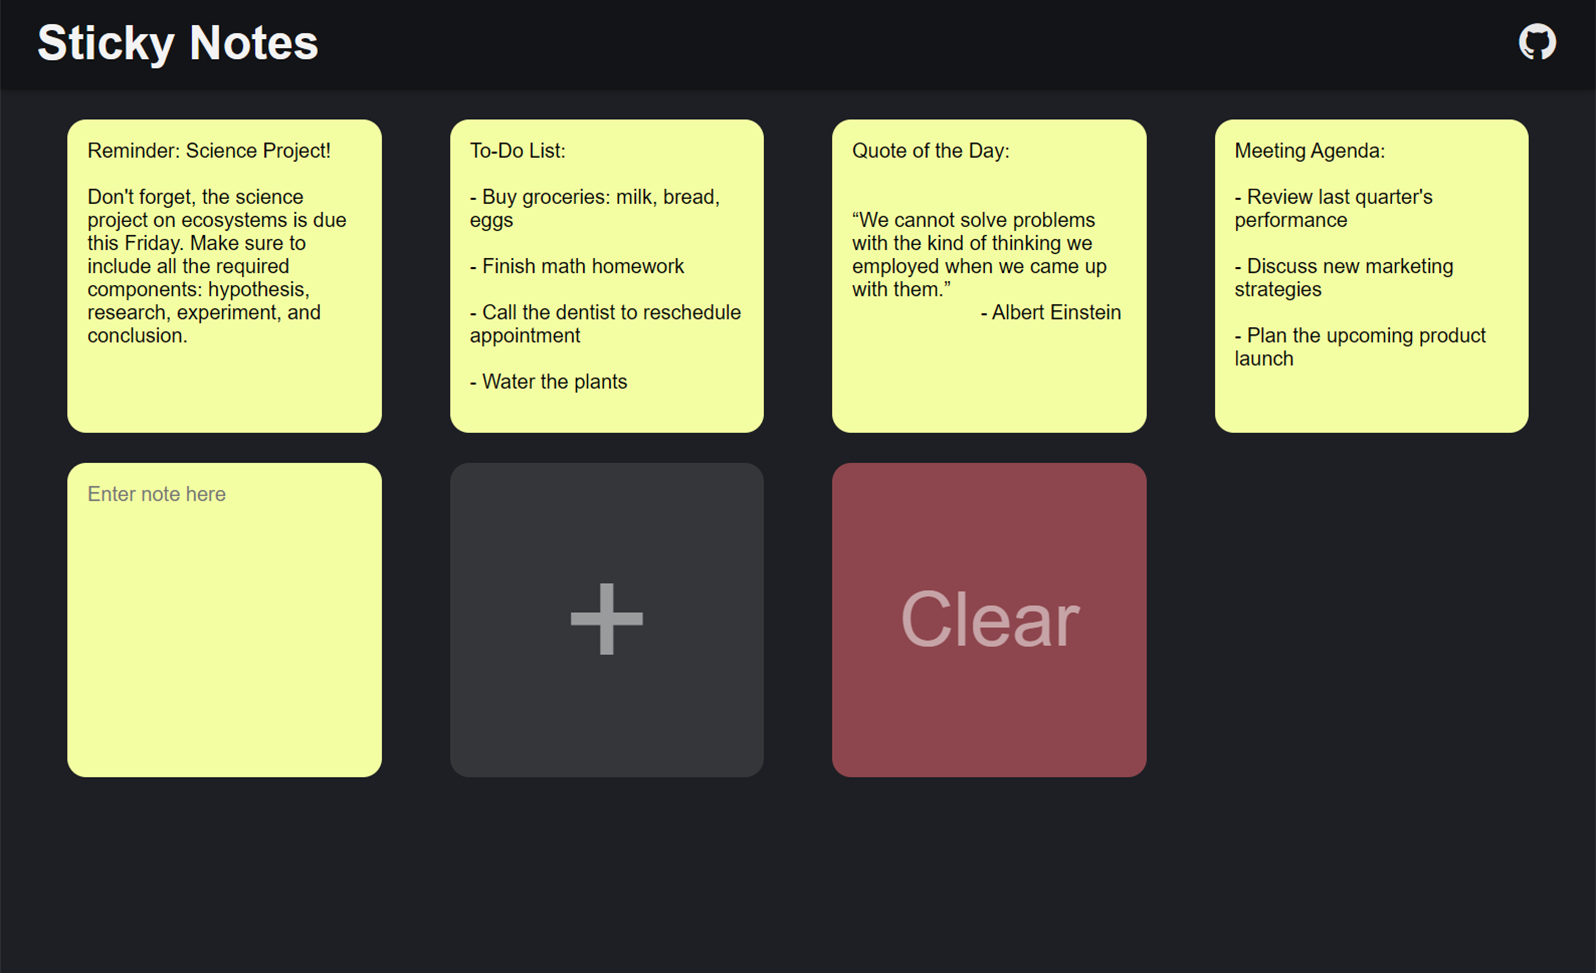 Sticky Notes
Reminder: Science Project!
Don't forget, the science
project on ecosystems is due
this Friday. Make sure to
include all the required
components: hypothesis,
research, experiment, and
conclusion.
To-Do List:
- Buy groceries: milk, bread,
eggs
- Finish math homework
- Call the dentist to reschedule
appointment
- Water the plants
Quote of the Day:
“We cannot solve problems
with the kind of thinking we
employed when we came up
with them.”
- Albert Einstein
Meeting Agenda:
- Review last quarter's
performance
- Discuss new marketing
strategies
- Plan the upcoming product
launch
Enter note here
+
Clear